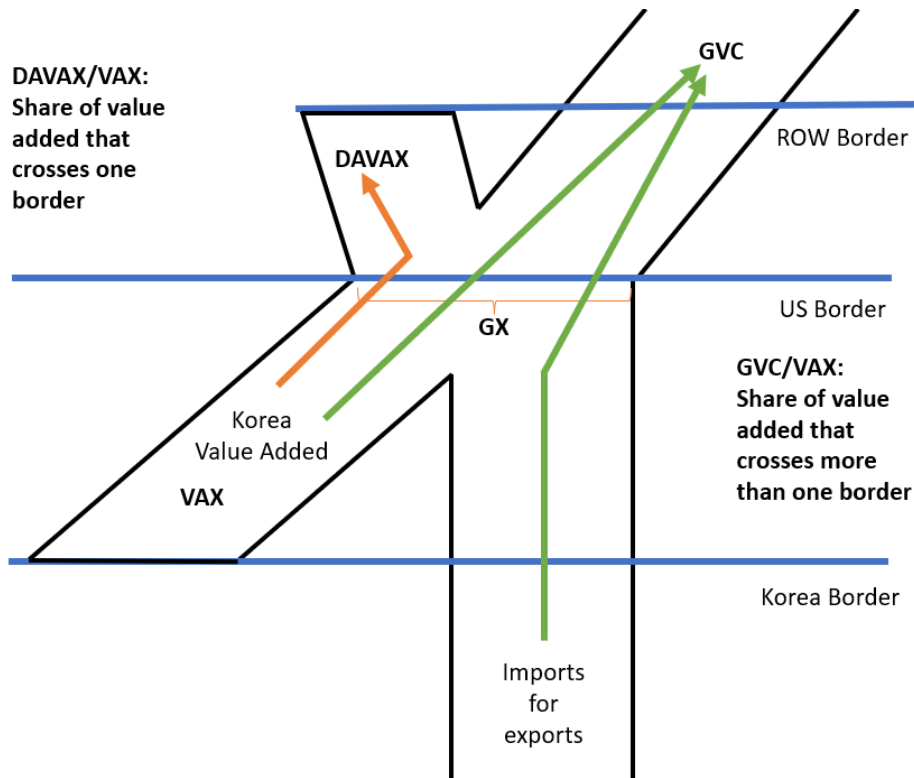 GVC
DAVAX/VAX:
Share of value
added that
crosses one
border
ROW Border
DAVAX
US Border
GX
GVC/VAX:
Share of value
added that
crosses more
than one border
Korea
Value Added
VAX
Korea Border
Imports
for
exports